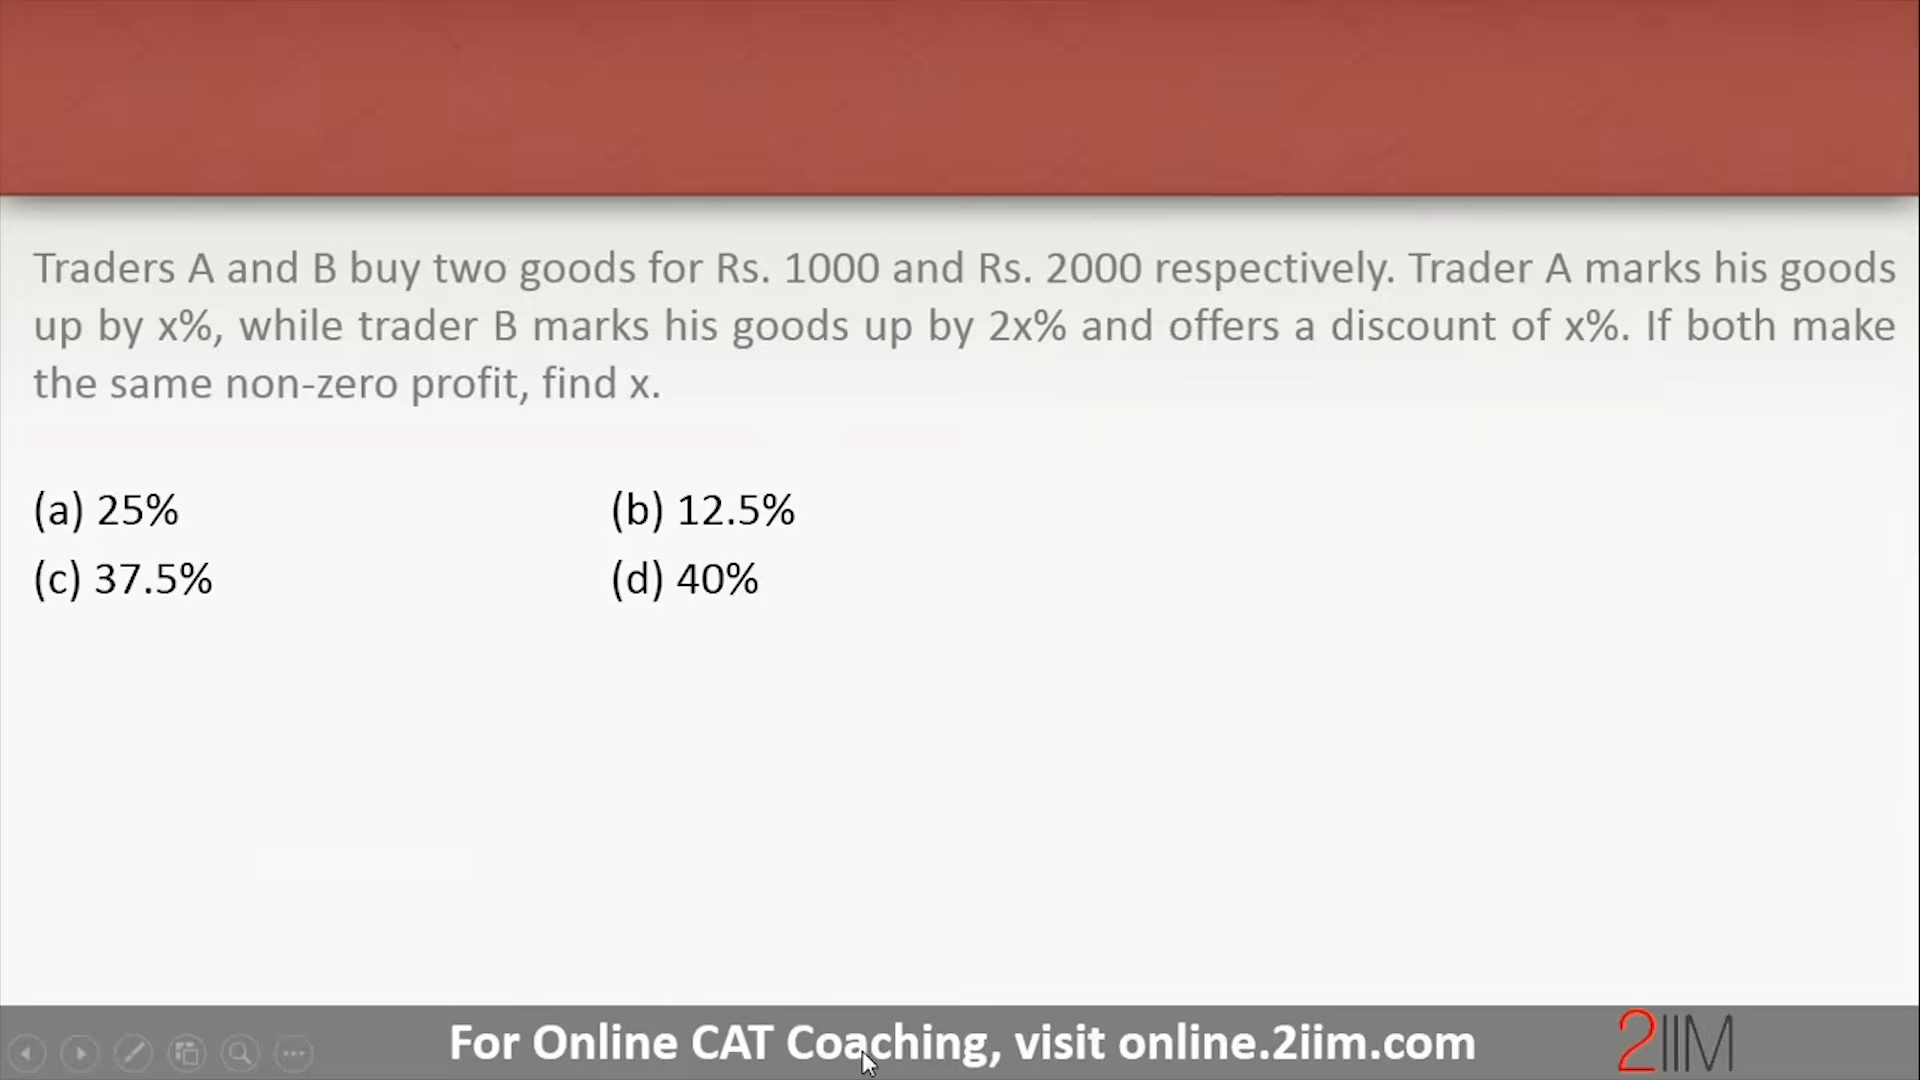 Traders A and B buy two goods for Rs. 1000 and Rs. 2000 respectively. Trader A marks his goods
up by x%, while trader B marks his goods up by 2x% and offers a discount of x%. If both make
the same non-zero profit, find x.
(a) 25% (b) 12.5%
(c) 37.5% (d) 40%
For Online CAT Coaching, visit online.2iim.com 2IIM